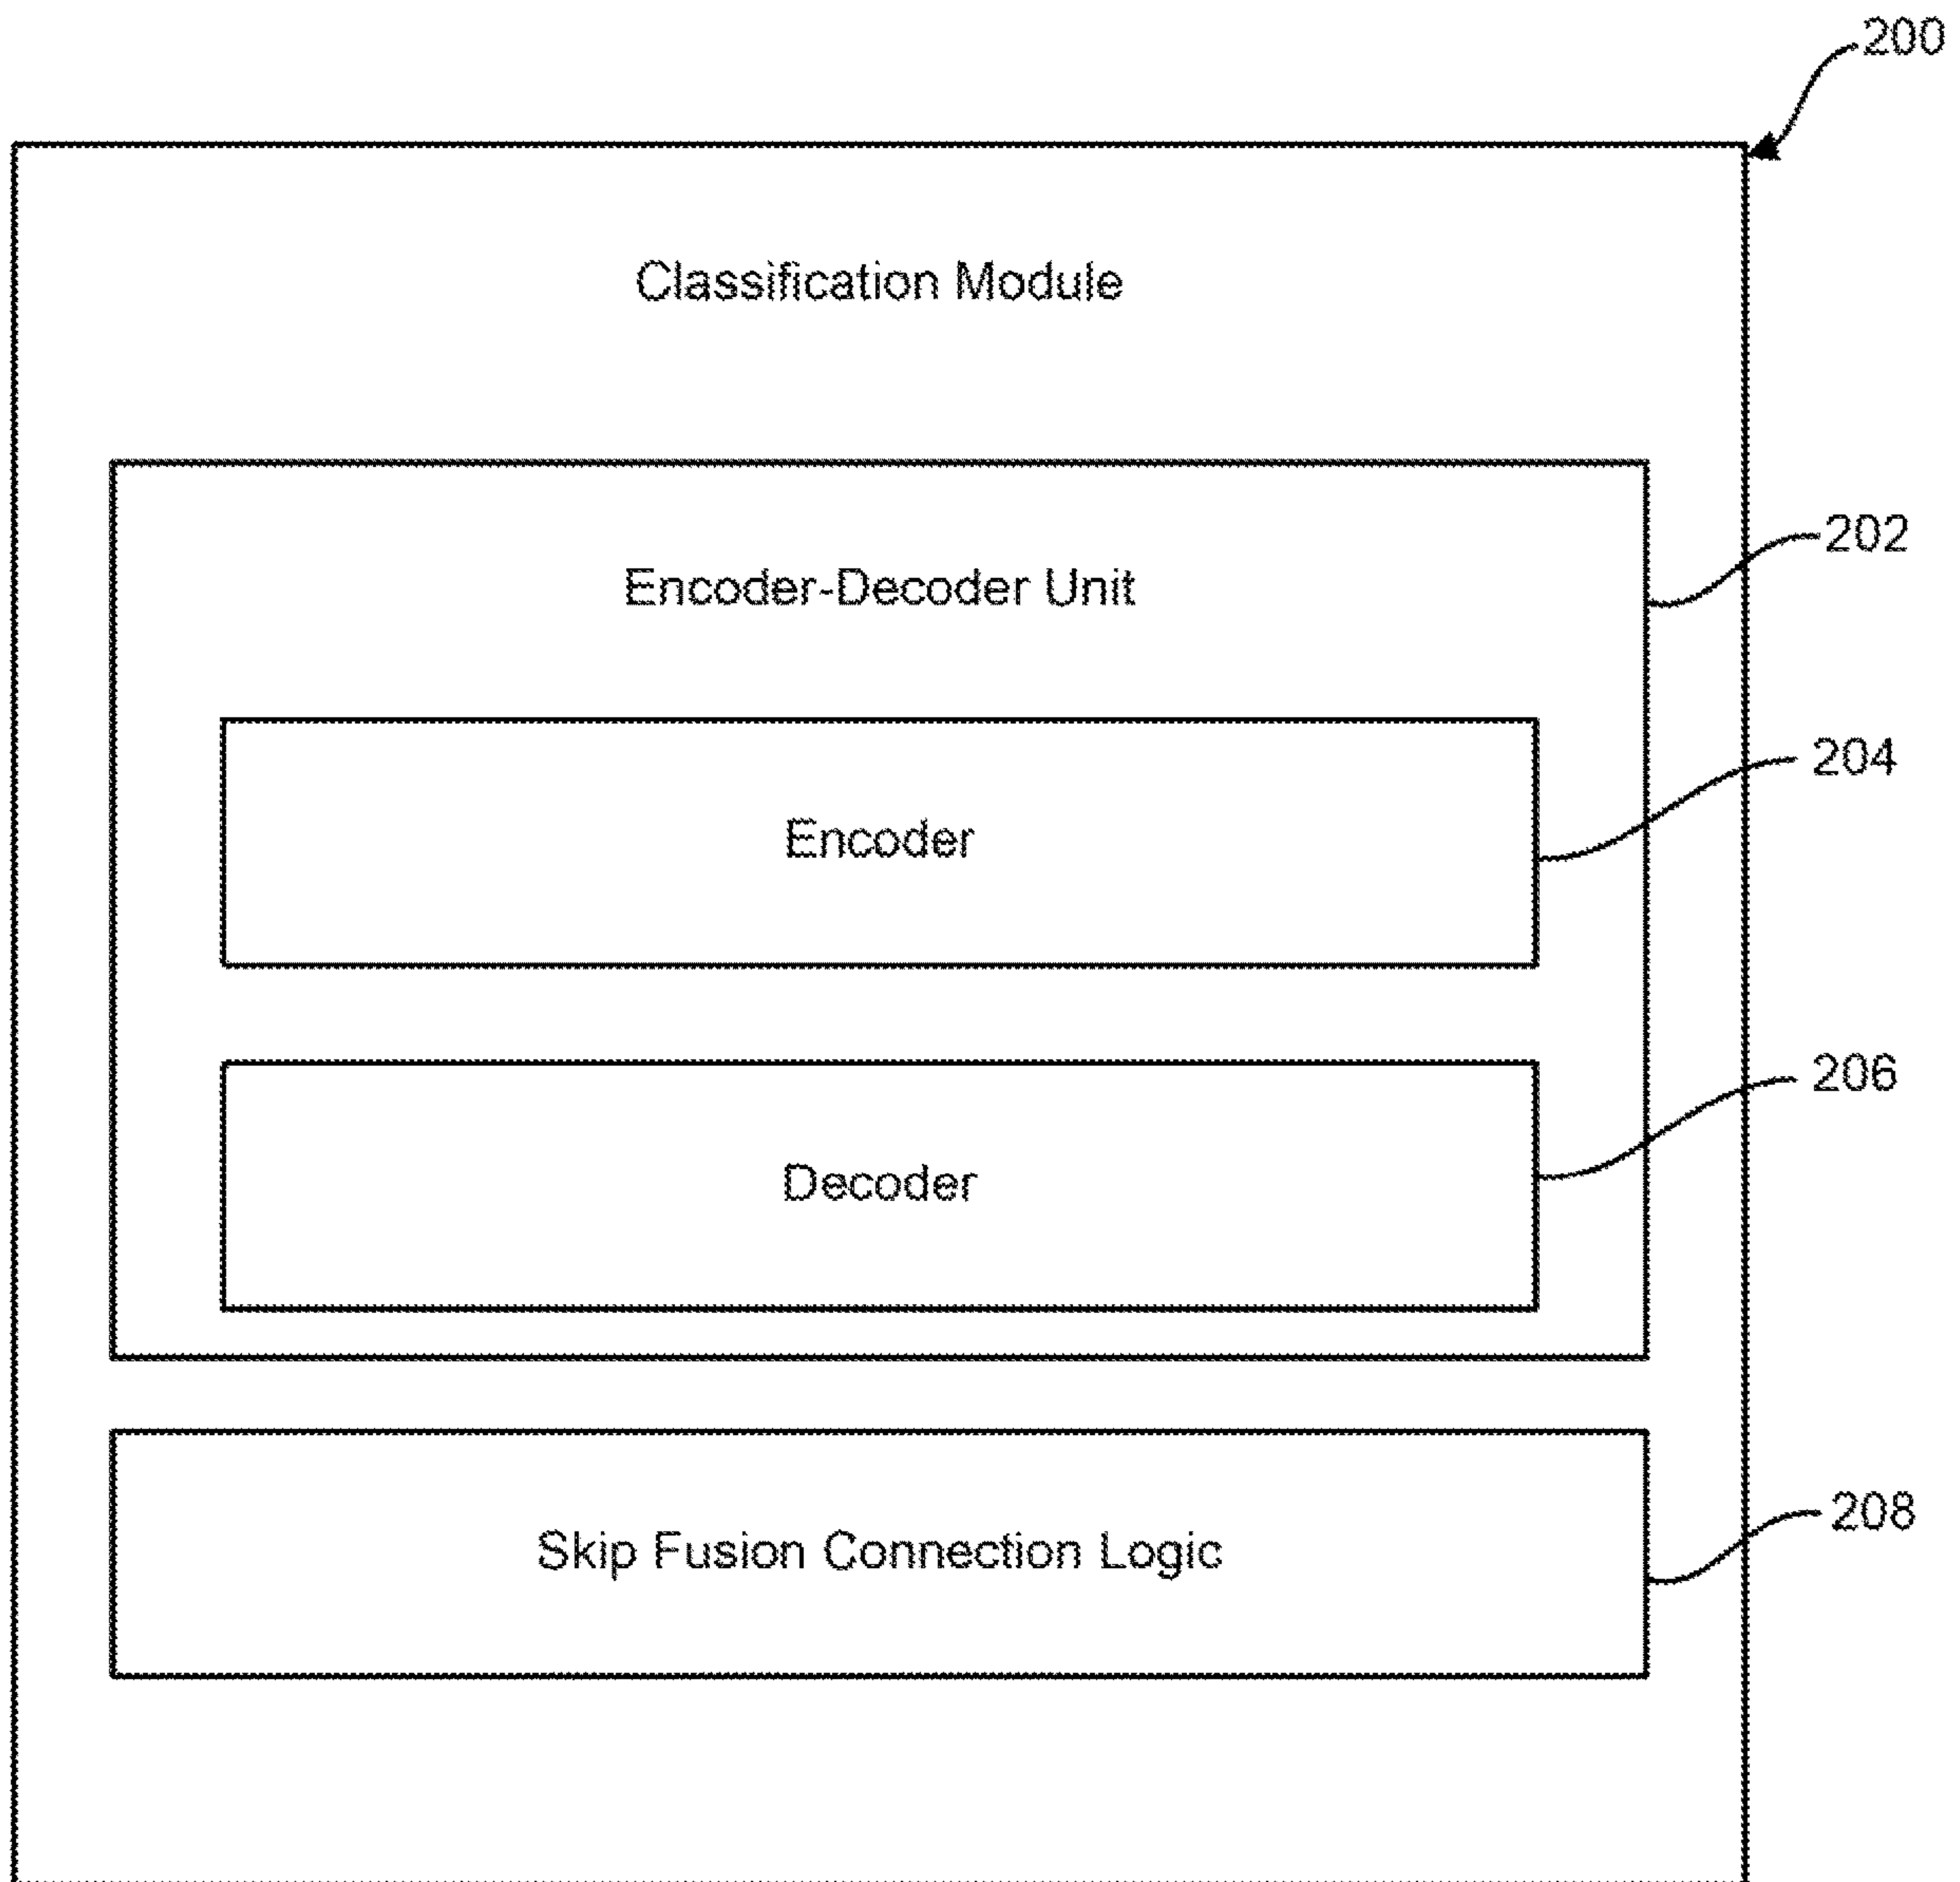 200
Classification Module
202
Encoder-Decoder Unit
204
Encoder
206
Decoder
208
Skip Fusion Connection Logic